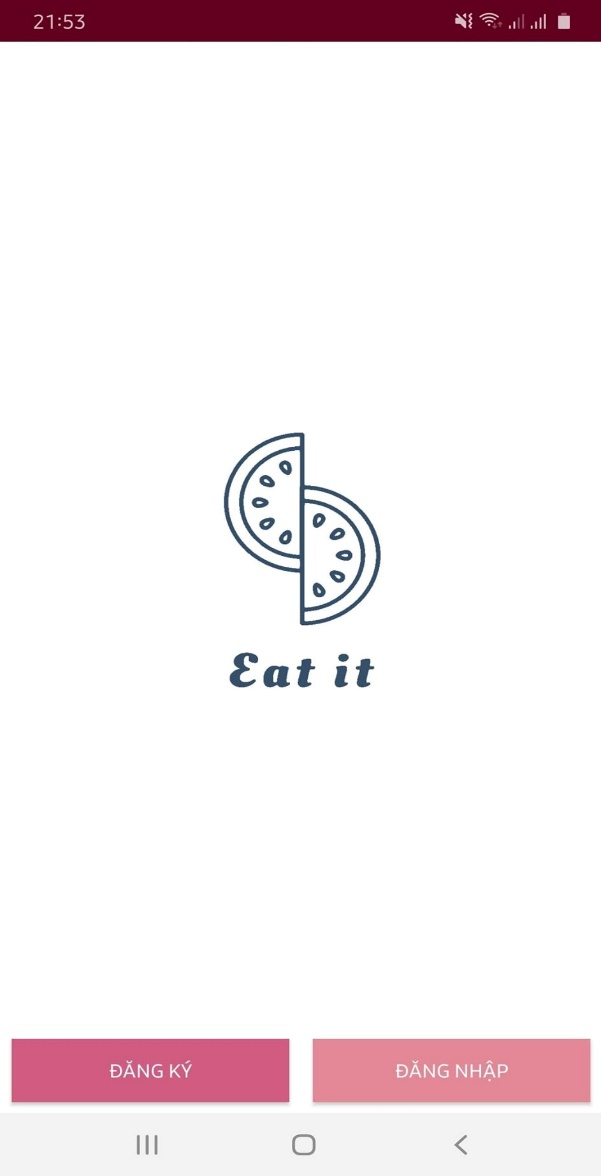 21:53
Eat it
ĐĂNG KÝ
ĐĂNG NHẬP